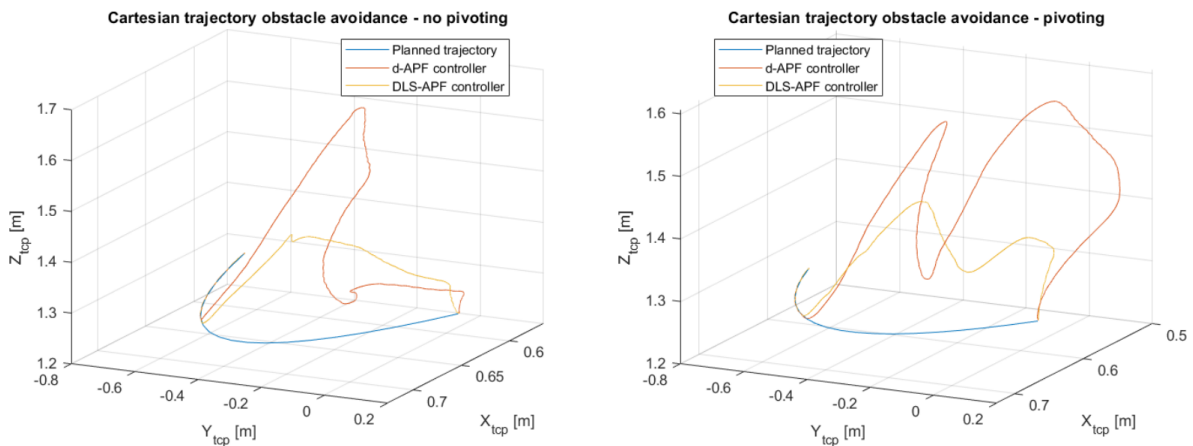 Cartesian trajectory obstacle avoidance - no pivoting
Planned trajectory
d-APF controller
DLS-APF controller
1.7
1.6
1.5
1.4
1.3
1.2
Z_tcp [m]
-0.8
-0.6
-0.4
-0.2
0
0.2
Y_tcp [m]
0.7
0.65
0.6
X_tcp [m]
Cartesian trajectory obstacle avoidance - pivoting
Planned trajectory
d-APF controller
DLS-APF controller
1.6
1.5
1.4
1.3
1.2
Z_tcp [m]
-0.8
-0.6
-0.4
-0.2
0
0.2
Y_tcp [m]
0.7
0.6
0.5
X_tcp [m]